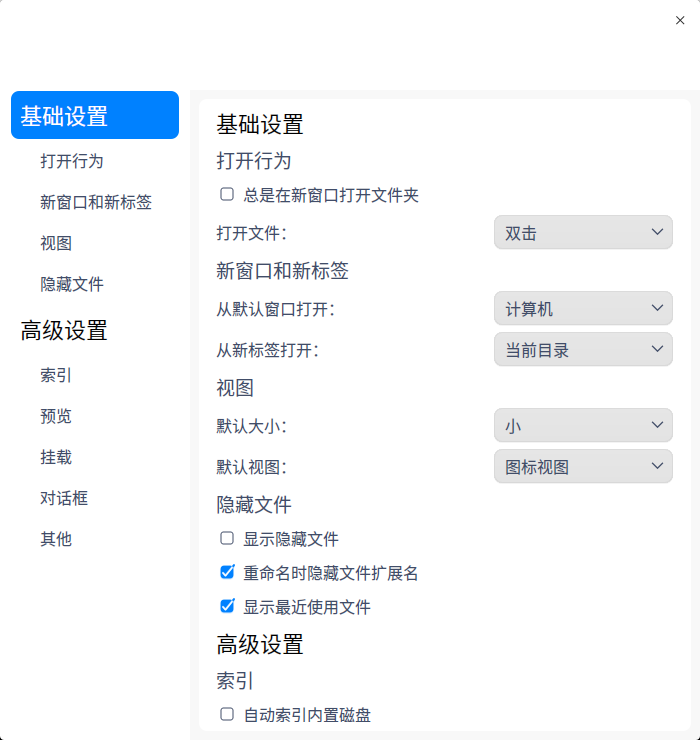 基础设置
打开行为
新窗口和新标签
视图
隐藏文件
高级设置
索引
预览
挂载
对话框
其他
基础设置
打开行为
总是在新窗口打开文件夹
打开文件： 双击
新窗口和新标签
从默认窗口打开： 计算机
从新标签打开： 当前目录
视图
默认大小： 小
默认视图： 图标视图
隐藏文件
显示隐藏文件
重命名时隐藏文件扩展名
显示最近使用文件
高级设置
索引
自动索引内置磁盘